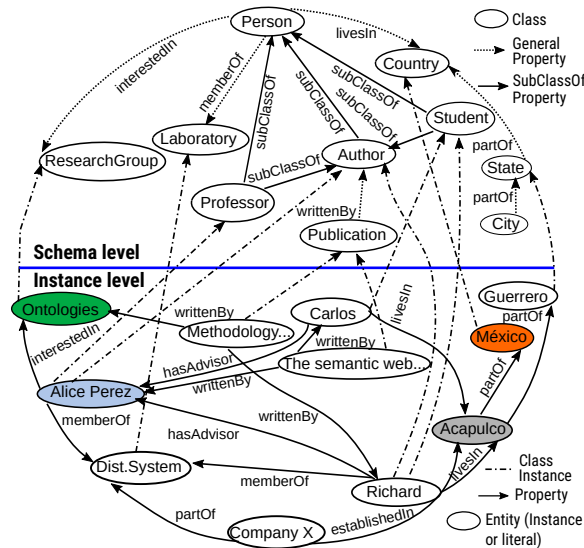 Person
livesIn
Class
General
Property
SubClassOf
Property
interestedIn
memberOf
subClassOf
subClassOf
subClassOf
subClassOf
Country
Student
Laboratory
Author
partOf
ResearchGroup
State
subClassOf
Professor
partOf
writtenBy
City
Publication
Schema level
Instance level
Guerrero
Ontologies
writtenBy
Carlos
livesIn
partOf
Methodology...
México
interestedIn
writtenBy
hasAdvisor
The semantic web...
partOf
Alice Perez
writtenBy
memberOf
writtenBy
Acapulco
hasAdvisor
livesIn
Class
Instance
Dist.System
memberOf
Richard
Property
partOf
establishedIn
Company X
Entity (Instance
or literal)